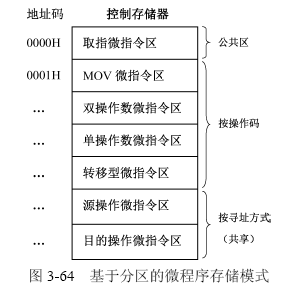 地址码 控制存储器
0000H 取指微指令区 公共区
0001H MOV 微指令区
… 双操作数微指令区
按操作码
… 单操作数微指令区
… 转移型微指令区
… 源操作微指令区 按寻址方式
… 目的操作微指令区 （共享）
图 3-64 基于分区的微程序存储模式